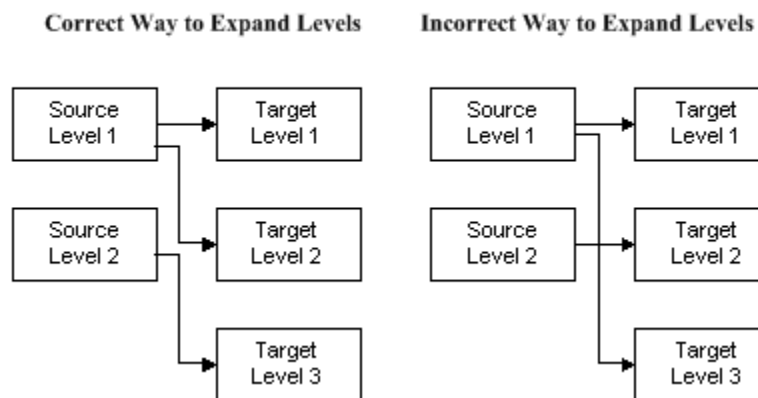 Correct Way to Expand Levels
Source
Level 1
Target
Level 1
Source
Level 2
Target
Level 2
Target
Level 3
Incorrect Way to Expand Levels
Source
Level 1
Target
Level 1
Source
Level 2
Target
Level 2
Target
Level 3